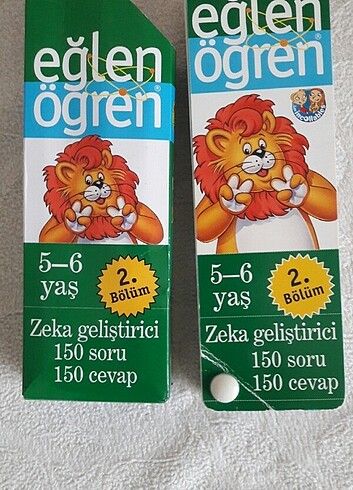 eğlen
öğren
5–6
yaş
2.
Bölüm
Zeka geliştirici
150 soru
150 cevap
eğlen
öğren
5–6
yaş
2.
Bölüm
Zeka geliştirici
150 soru
150 cevap